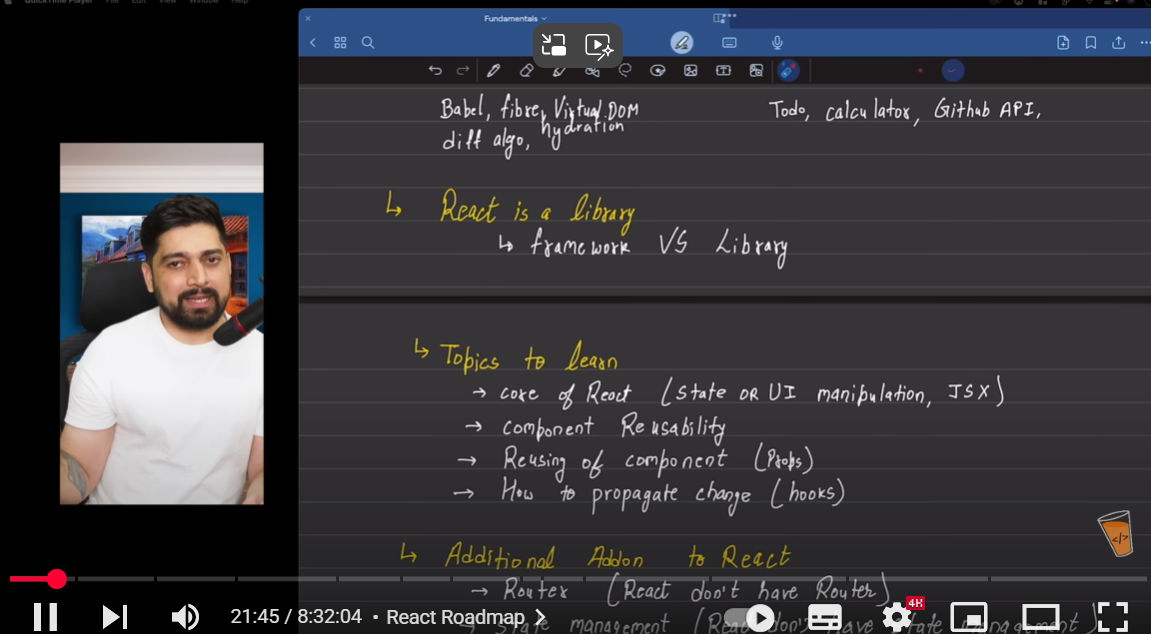 QuickTime Player File Edit View Window Help
Fundamentals
Babel, fibre, Virtual DOM
diff algo, hydration
Todo, calculator, Github API,
↳ React is a library
↳ framework VS Library
↳ Topics to learn
→ core of React (State OR UI manipulation, JSX)
→ component Reusability
→ Reusing of component (Props)
→ How to propagate change (hooks)
↳ Additional Addon to React
→ Router (React don't have Router)
→ State management (React don't have state management)
</>
21:45 / 8:32:04 • React Roadmap >
4K